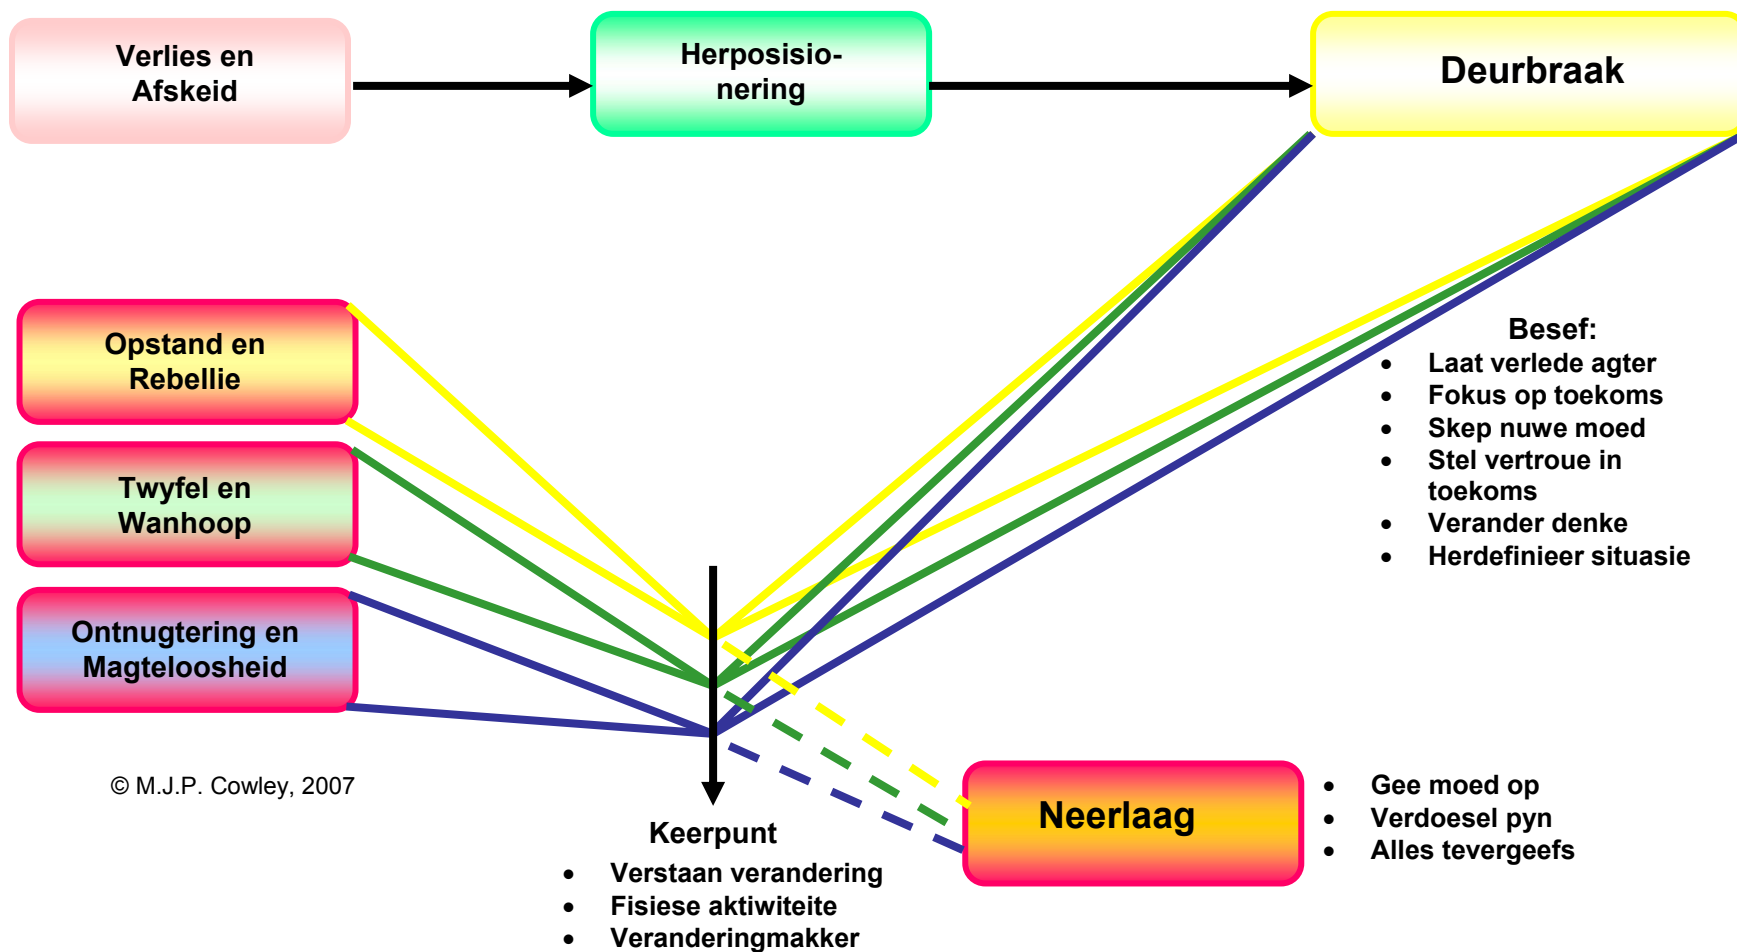 Verlies en
Afskeid
Herposisio-
nering
Deurbraak
Opstand en
Rebellie
Twyfel en
Wanhoop
Ontnugtering en
Magteloosheid
Besef:
• Laat verlede agter
• Fokus op toekoms
• Skep nuwe moed
• Stel vertroue in
toekoms
• Verander denke
• Herdefinieer situasie
© M.J.P. Cowley, 2007
Keerpunt
• Verstaan verandering
• Fisiese aktiwiteite
• Veranderingmakker
Neerlaag
• Gee moed op
• Verdoesel pyn
• Alles tevergeefs